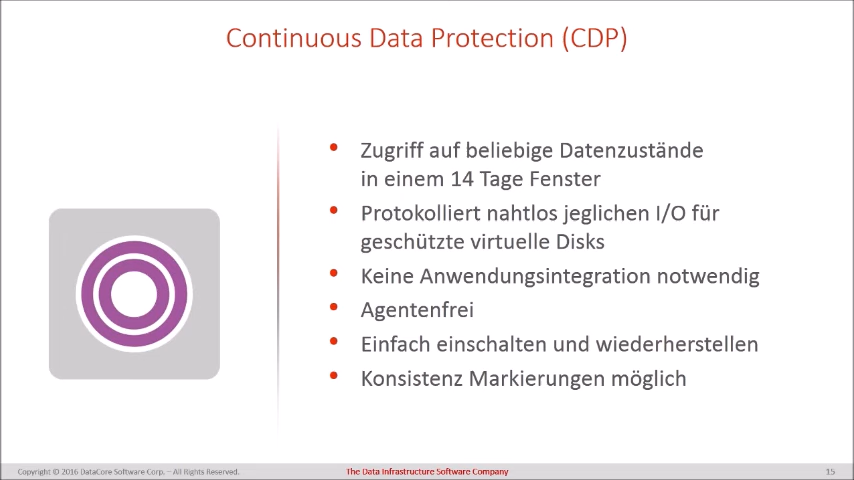 Continuous Data Protection (CDP)
• Zugriff auf beliebige Datenzustände
in einem 14 Tage Fenster
• Protokolliert nahtlos jeglichen I/O für
geschützte virtuelle Disks
• Keine Anwendungsintegration notwendig
• Agentenfrei
• Einfach einschalten und wiederherstellen
• Konsistenz Markierungen möglich
Copyright © 2016 DataCore Software Corp. – All Rights Reserved.
The Data Infrastructure Software Company
15